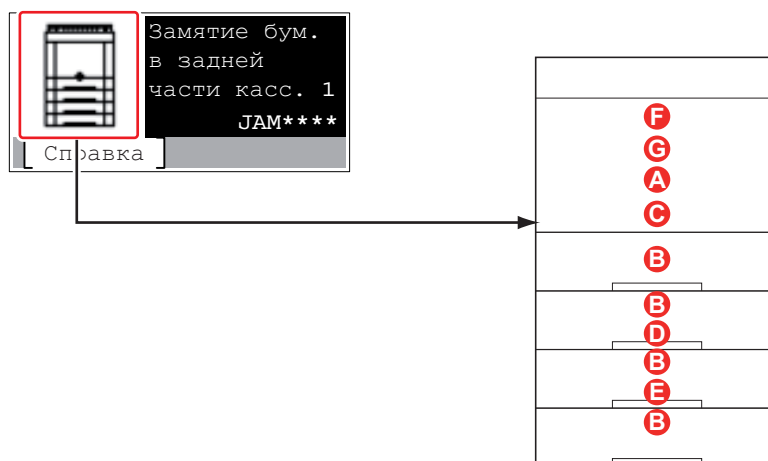 Замятие бум.
в задней
части касс. 1
JAM****
[ Справка ]
F
G
A
C
B
B
D
B
E
B